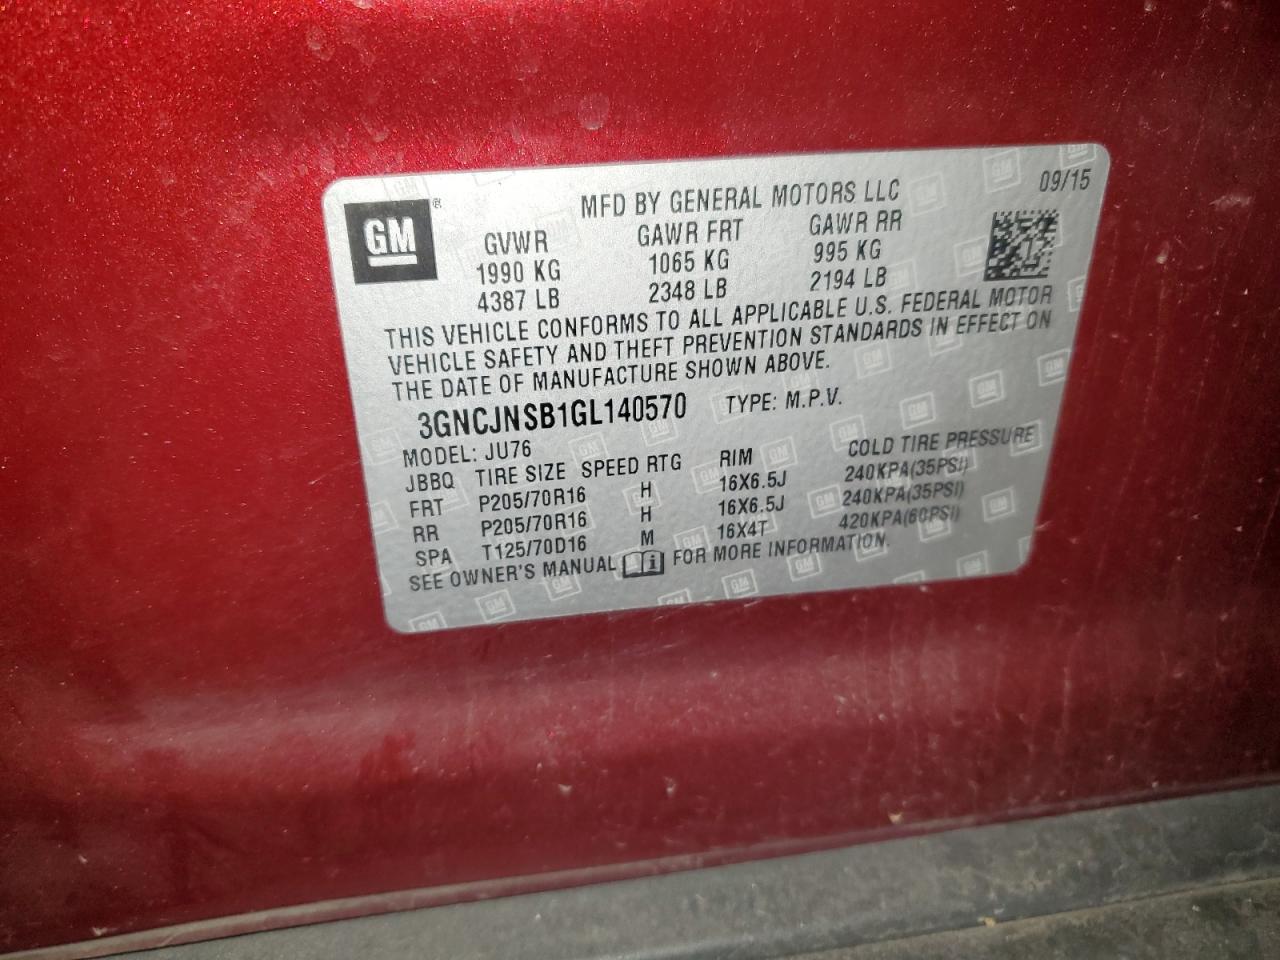 GM®
MFD BY GENERAL MOTORS LLC
09/15
GVWR GAWR FRT GAWR RR
1990 KG 1065 KG 995 KG
4387 LB 2348 LB 2194 LB
THIS VEHICLE CONFORMS TO ALL APPLICABLE U.S. FEDERAL MOTOR
VEHICLE SAFETY AND THEFT PREVENTION STANDARDS IN EFFECT ON
THE DATE OF MANUFACTURE SHOWN ABOVE.
3GNCJNSB1GL140570 TYPE: M.P.V.
MODEL: JU76
JBBQ TIRE SIZE SPEED RTG RIM COLD TIRE PRESSURE
FRT P205/70R16 H 16X6.5J 240KPA(35PSI)
RR P205/70R16 H 16X6.5J 240KPA(35PSI)
SPA T125/70D16 M 16X4T 420KPA(60PSI)
SEE OWNER'S MANUAL FOR MORE INFORMATION.